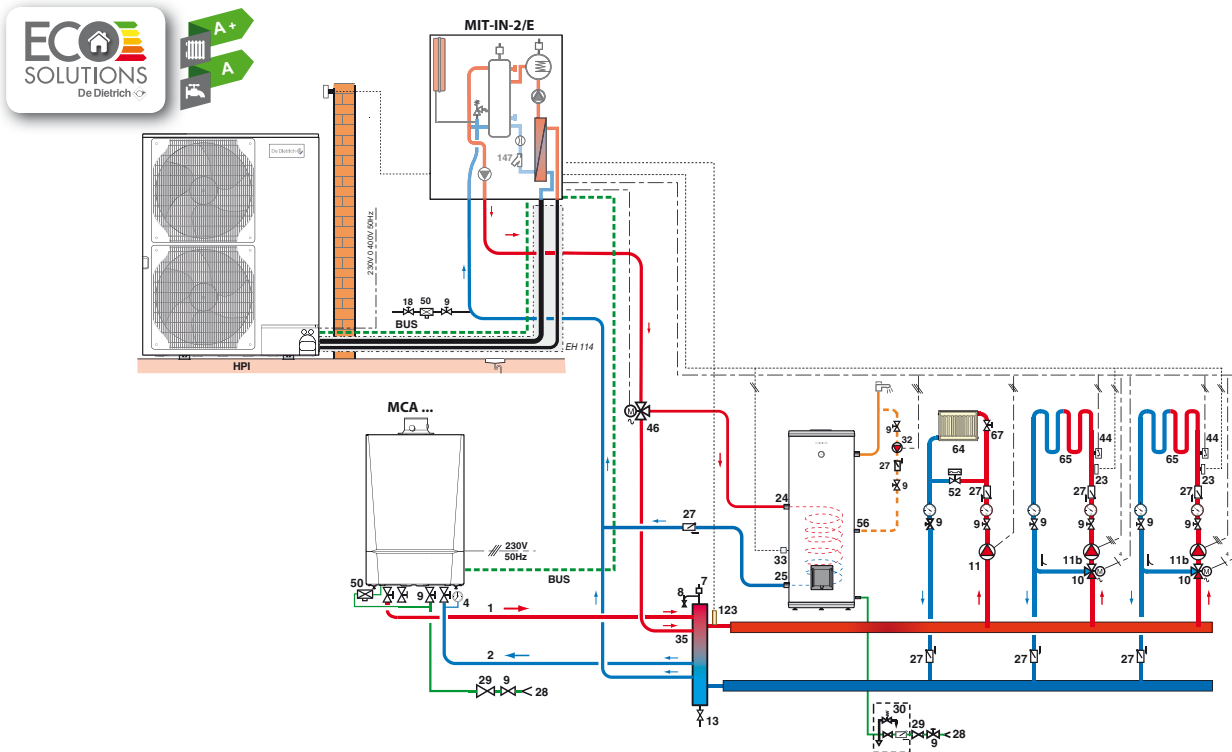 ECO
SOLUTIONS
De Dietrich
A+
A
MIT-IN-2/E
147
De Dietrich
230V 0 400V 50Hz
18
50
9
BUS
EH 114
HPI
MCA ...
M
46
9
32
27
9
64
67
52
65
44
23
65
44
23
27
27
27
9
9
9
9
11
11b
11b
10
M
10
M
24
56
33
25
27
230V
50Hz
BUS
50
9
4
1
2
8
7
123
35
13
27
27
27
29
9
28
30
29
9
28